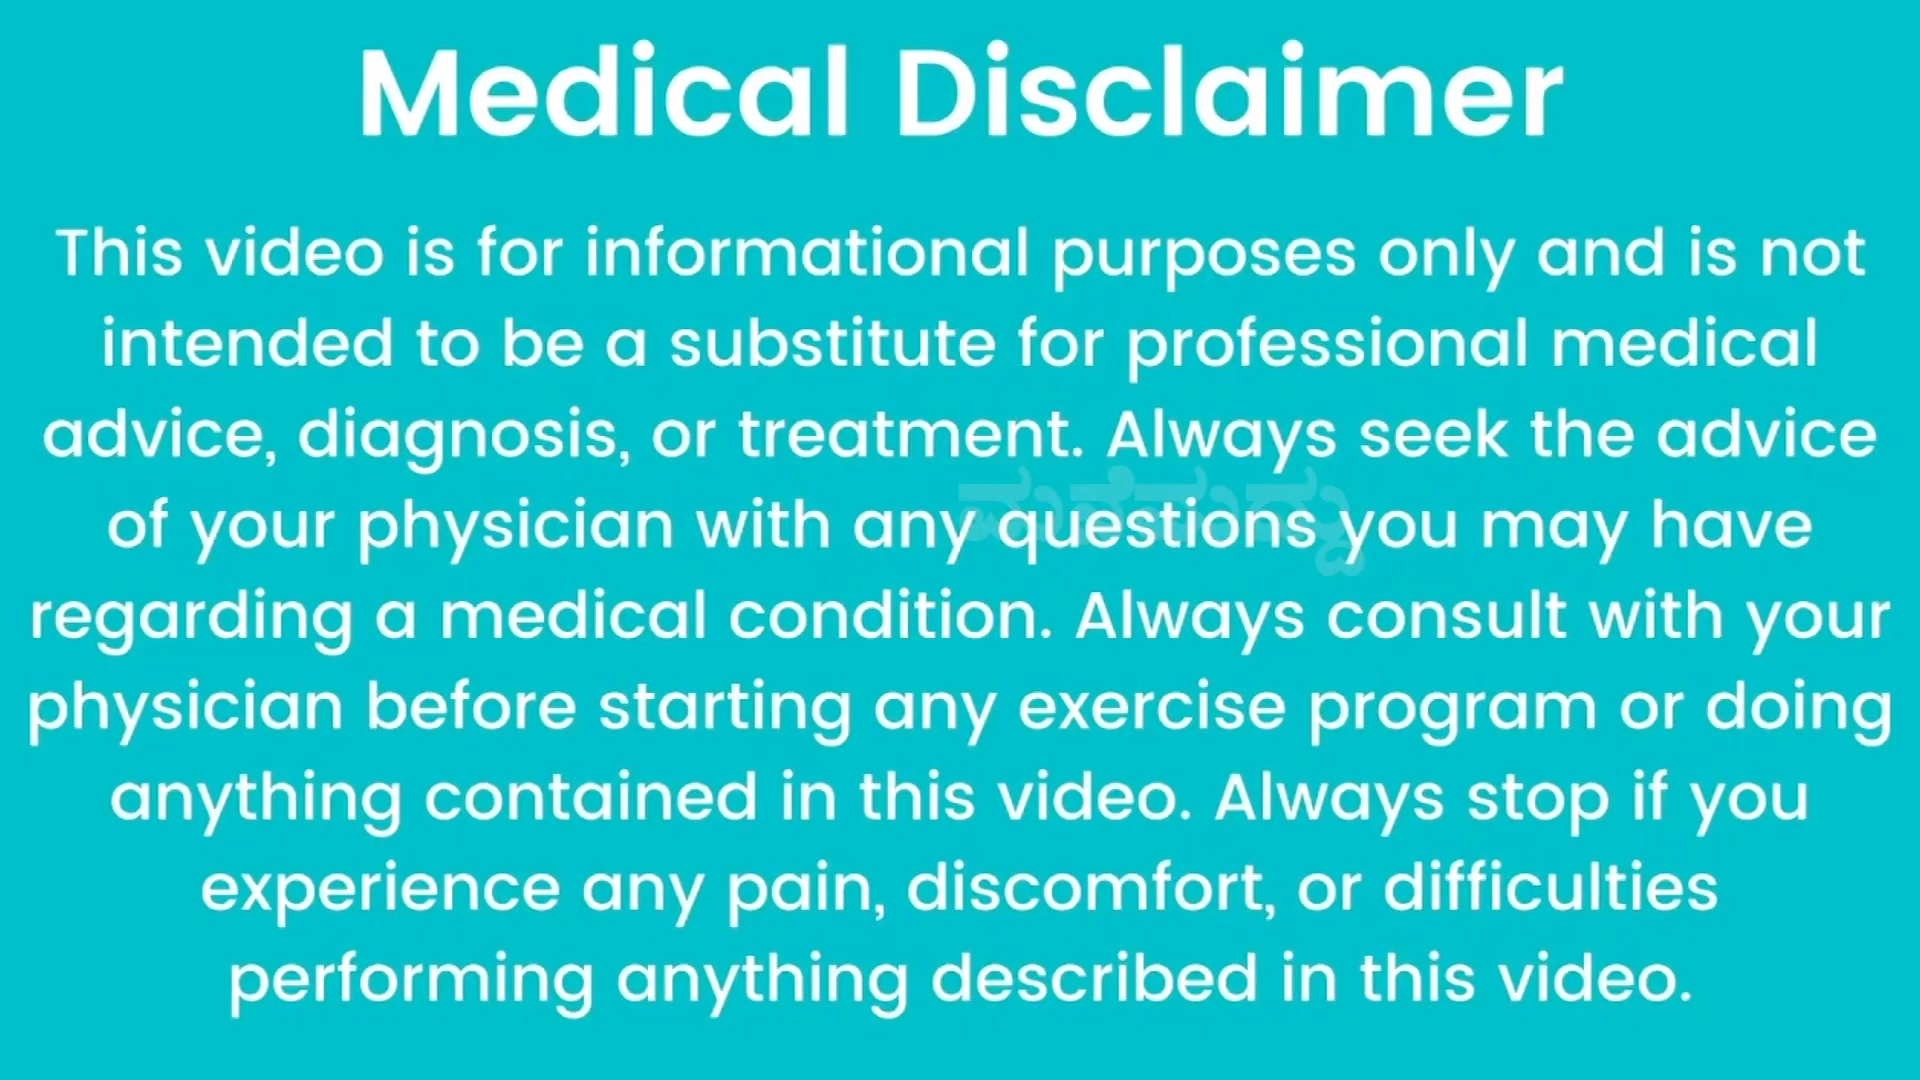 Medical Disclaimer
This video is for informational purposes only and is not
intended to be a substitute for professional medical
advice, diagnosis, or treatment. Always seek the advice
of your physician with any questions you may have
regarding a medical condition. Always consult with your
physician before starting any exercise program or doing
anything contained in this video. Always stop if you
experience any pain, discomfort, or difficulties
performing anything described in this video.
ಮನೆಮದ್ದು